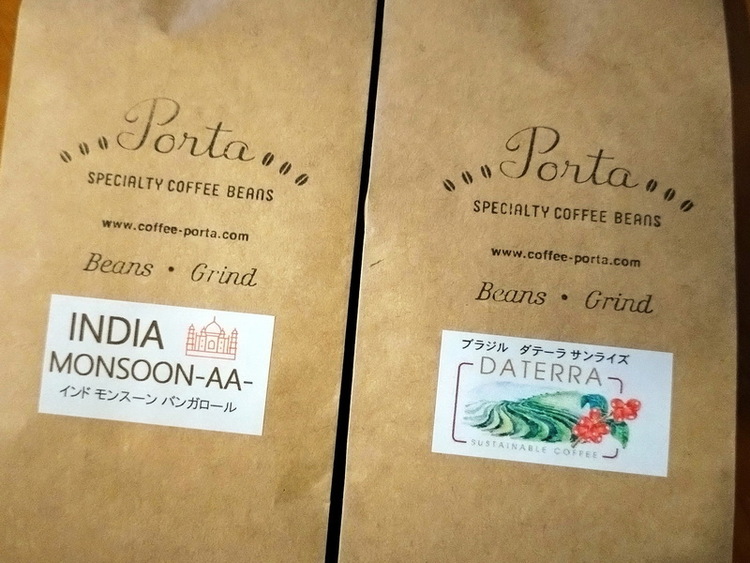 Porta
SPECIALTY COFFEE BEANS
www.coffee-porta.com
Beans • Grind
INDIA
MONSOON-AA-
インド モンスーン バンガロール
Porta
SPECIALTY COFFEE BEANS
www.coffee-porta.com
Beans • Grind
ブラジル ダテーラ サンライズ
DATERRA
SUSTAINABLE COFFEE